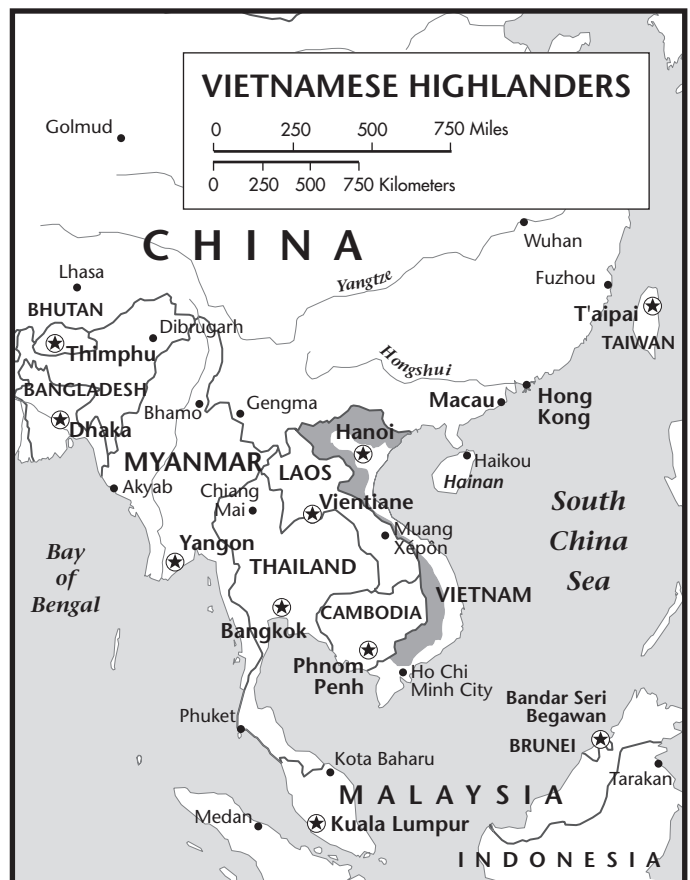 VIETNAMESE HIGHLANDERS
0 250 500 750 Miles
0 250 500 750 Kilometers
Golmud
CHINA
Wuhan
Yangtze
Lhasa
Fuzhou
BHUTAN
T'aipai
Dibrugarh
Thimphu
TAIWAN
Hongshui
BANGLADESH
Macau
Hong
Kong
Bhamo
Gengma
Dhaka
Hanoi
MYANMAR
LAOS
Haikou
Hainan
Akyab
Chiang
Mai
Vientiane
South
China
Sea
Muang
Xépôn
Yangon
Bay
of
Bengal
THAILAND
VIETNAM
CAMBODIA
Bangkok
Phnom
Penh
Ho Chi
Minh City
Bandar Seri
Begawan
Phuket
BRUNEI
Kota Baharu
Tarakan
MALAYSIA
Medan
Kuala Lumpur
INDONESIA